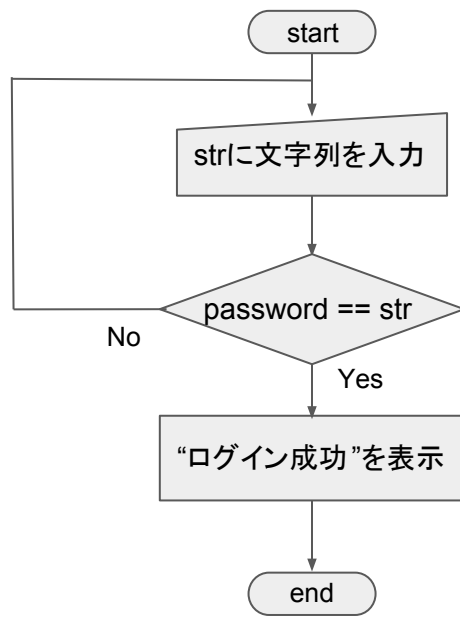 start
strに文字列を入力
password == str
No
Yes
“ログイン成功”を表示
end